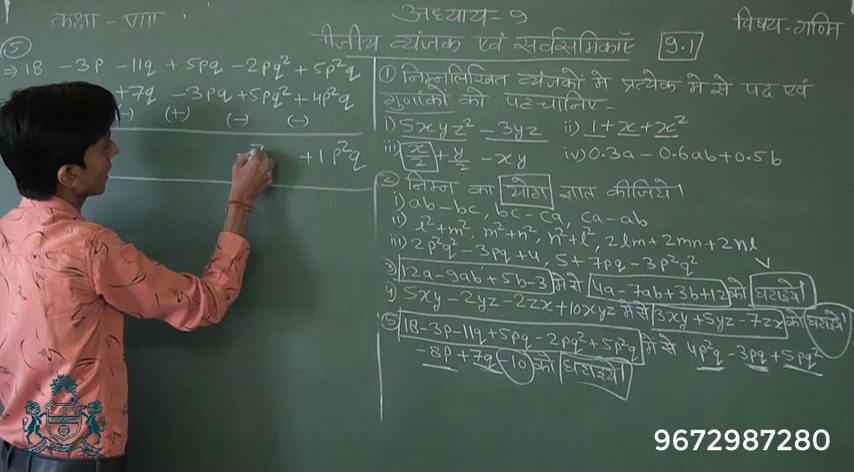 कक्षा - VIII
अध्याय - 9
विषय - गणित
बीजीय व्यंजक एवं सर्वसमिकाएँ 9.1
⑤
⇒ 18 - 3p - 11q + 5pq - 2pq² + 5p²q
+7q - 3pq + 5pq² + 4p²q
(-) (+) (-) (-)
+1p²q
① निम्नलिखित व्यंजकों में प्रत्येक मे से पद एवं
गुनांकों को पहचानिए-
i) 5xyz² - 3yz ii) 1+x+x²
iii) x/2 + y/2 - xy iv) 0.3a - 0.6ab + 0.5b
② निम्न का योग ज्ञात कीजिये।
i) ab-bc, bc-ca, ca-ab
ii) l²+m², m²+n², n²+l², 2lm+2mn+2nl
iii) 2p²q² - 3pq + 4, 5 + 7pq - 3p²q²
3) 12a - 9ab + 5b - 3 में से 4a - 7ab + 3b + 12 को घटाइये।
4) 5xy - 2yz - 2zx + 10xyz में से 3xy + 5yz - 7zx को घटाइये।
⑤ 18 - 3p - 11q + 5pq - 2pq² + 5p²q में से 4p²q - 3pq + 5pq²
- 8p + 7q - 10 को घटाइये।
9672987280